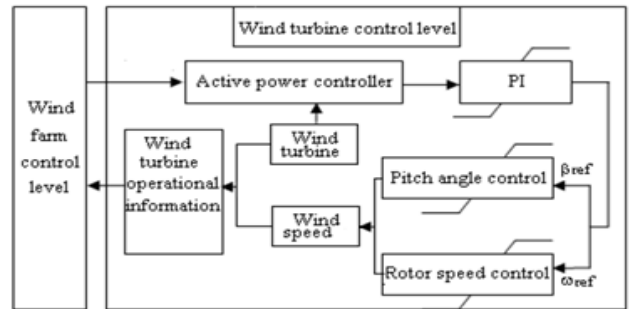 Wind turbine control level
Wind
farm
control
level
Active power controller
PI
Wind
turbine
operational
information
Wind
turbine
Wind
speed
Pitch angle control
βref
Rotor speed control
ωref